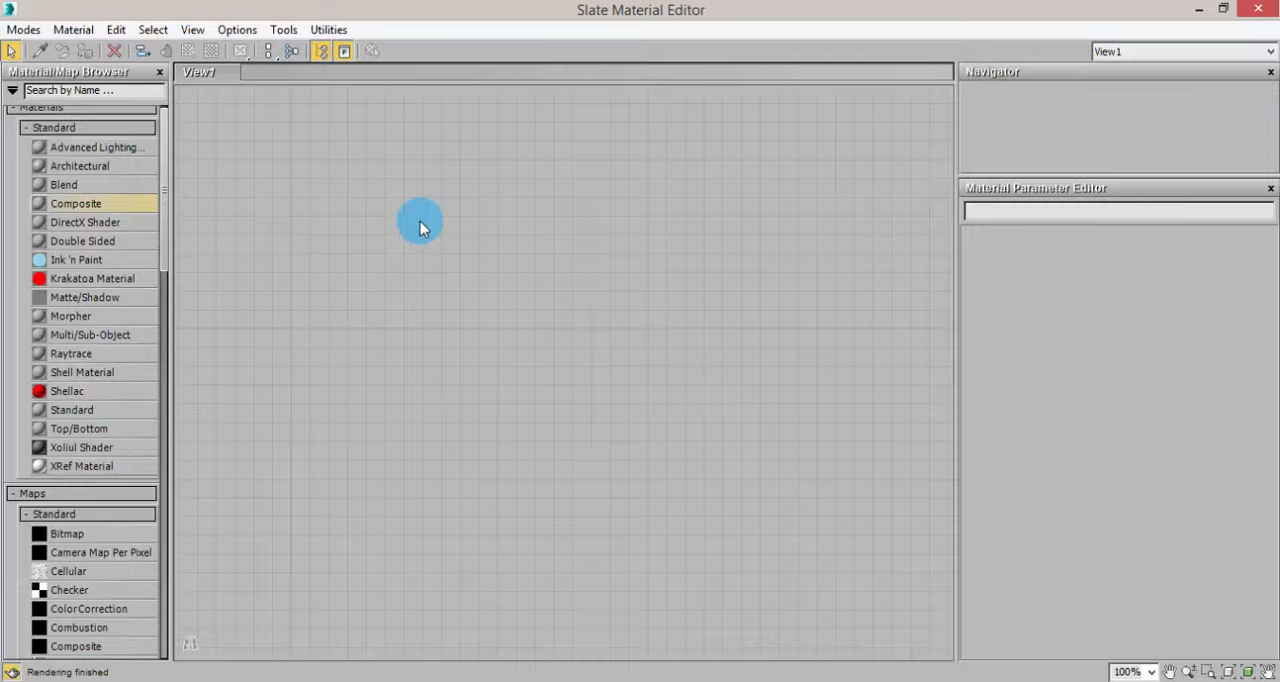 Slate Material Editor
Modes Material Edit Select View Options Tools Utilities
View1
Material/Map Browser
View1
Navigator
Search by Name ...
- Materials
- Standard
Advanced Lighting...
Architectural
Blend
Composite
DirectX Shader
Double Sided
Ink 'n Paint
Krakatoa Material
Matte/Shadow
Morpher
Multi/Sub-Object
Raytrace
Shell Material
Shellac
Standard
Top/Bottom
Xoliul Shader
XRef Material
- Maps
- Standard
Bitmap
Camera Map Per Pixel
Cellular
Checker
ColorCorrection
Combustion
Composite
Material Parameter Editor
Rendering finished
100%